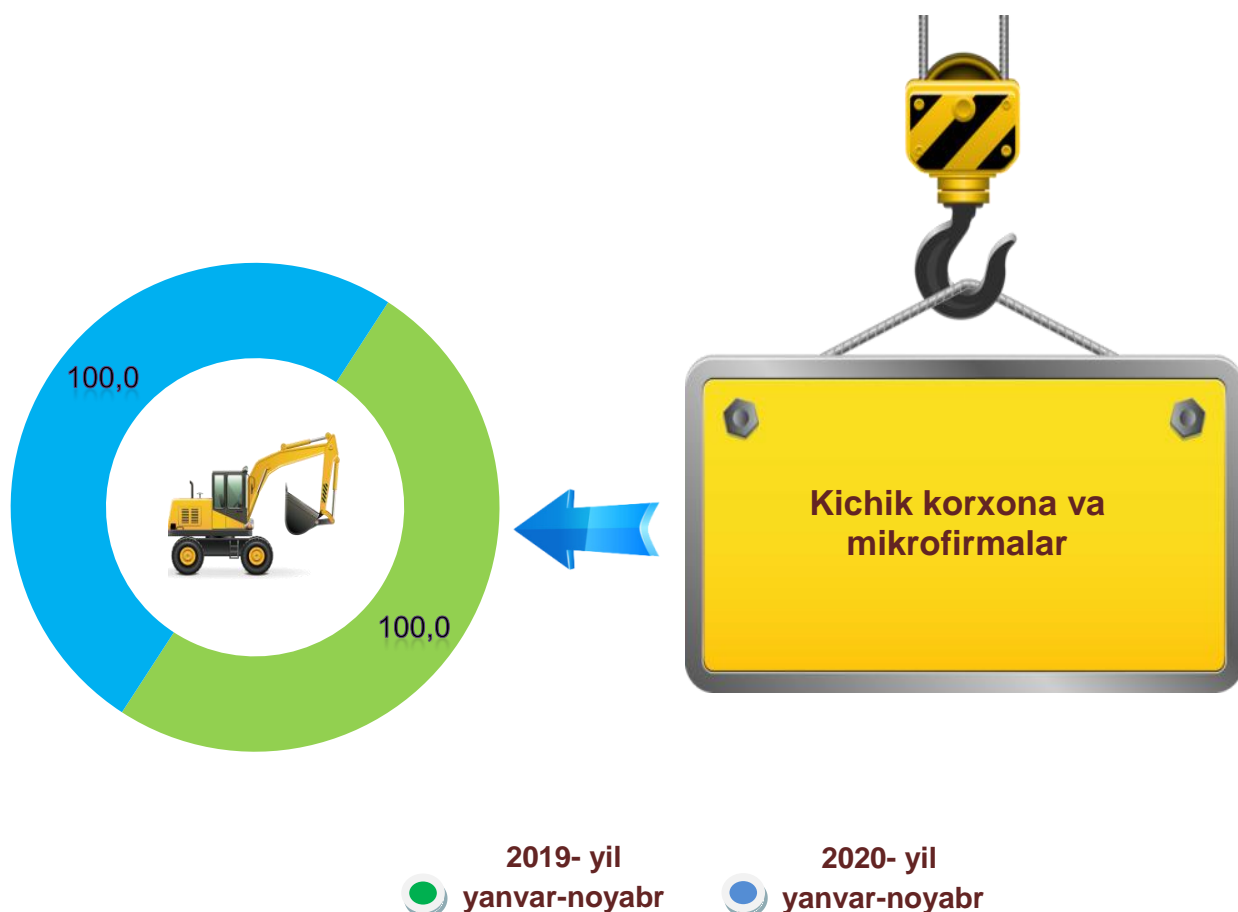 100,0
100,0
Kichik korxona va
mikrofirmalar
2019- yil
yanvar-noyabr
2020- yil
yanvar-noyabr